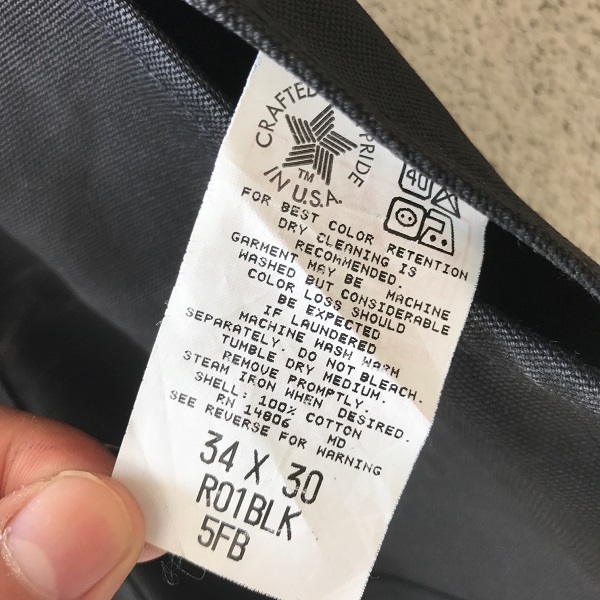 CRAFTED
PRIDE
TM
IN U.S.A.
40
FOR BEST COLOR RETENTION
DRY CLEANING IS
RECOMMENDED.
GARMENT MAY BE MACHINE
WASHED BUT CONSIDERABLE
COLOR LOSS SHOULD
BE EXPECTED
IF LAUNDERED
MACHINE WASH WARM
SEPARATELY. DO NOT BLEACH.
TUMBLE DRY MEDIUM.
REMOVE PROMPTLY.
STEAM IRON WHEN DESIRED.
SHELL: 100% COTTON
RN 14806 MD
SEE REVERSE FOR WARNING
34 X 30
R01BLK
5FB